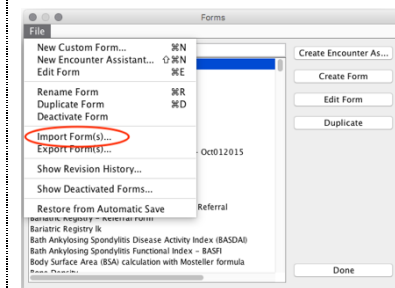 Forms
File
New Custom Form... ⌘N
New Encounter Assistant... ⇧⌘N
Edit Form ⌘E
Rename Form ⌘R
Duplicate Form ⌘D
Deactivate Form
Import Form(s)...
Export Form(s)...
Show Revision History...
Show Deactivated Forms...
Restore from Automatic Save
- Oct012015
Referral
Bariatric Registry - Referral Form
Bariatric Registry lk
Bath Ankylosing Spondylitis Disease Activity Index (BASDAI)
Bath Ankylosing Spondylitis Functional Index - BASFI
Body Surface Area (BSA) calculation with Mosteller formula
Bone Density
Create Encounter As...
Create Form
Edit Form
Duplicate
Done